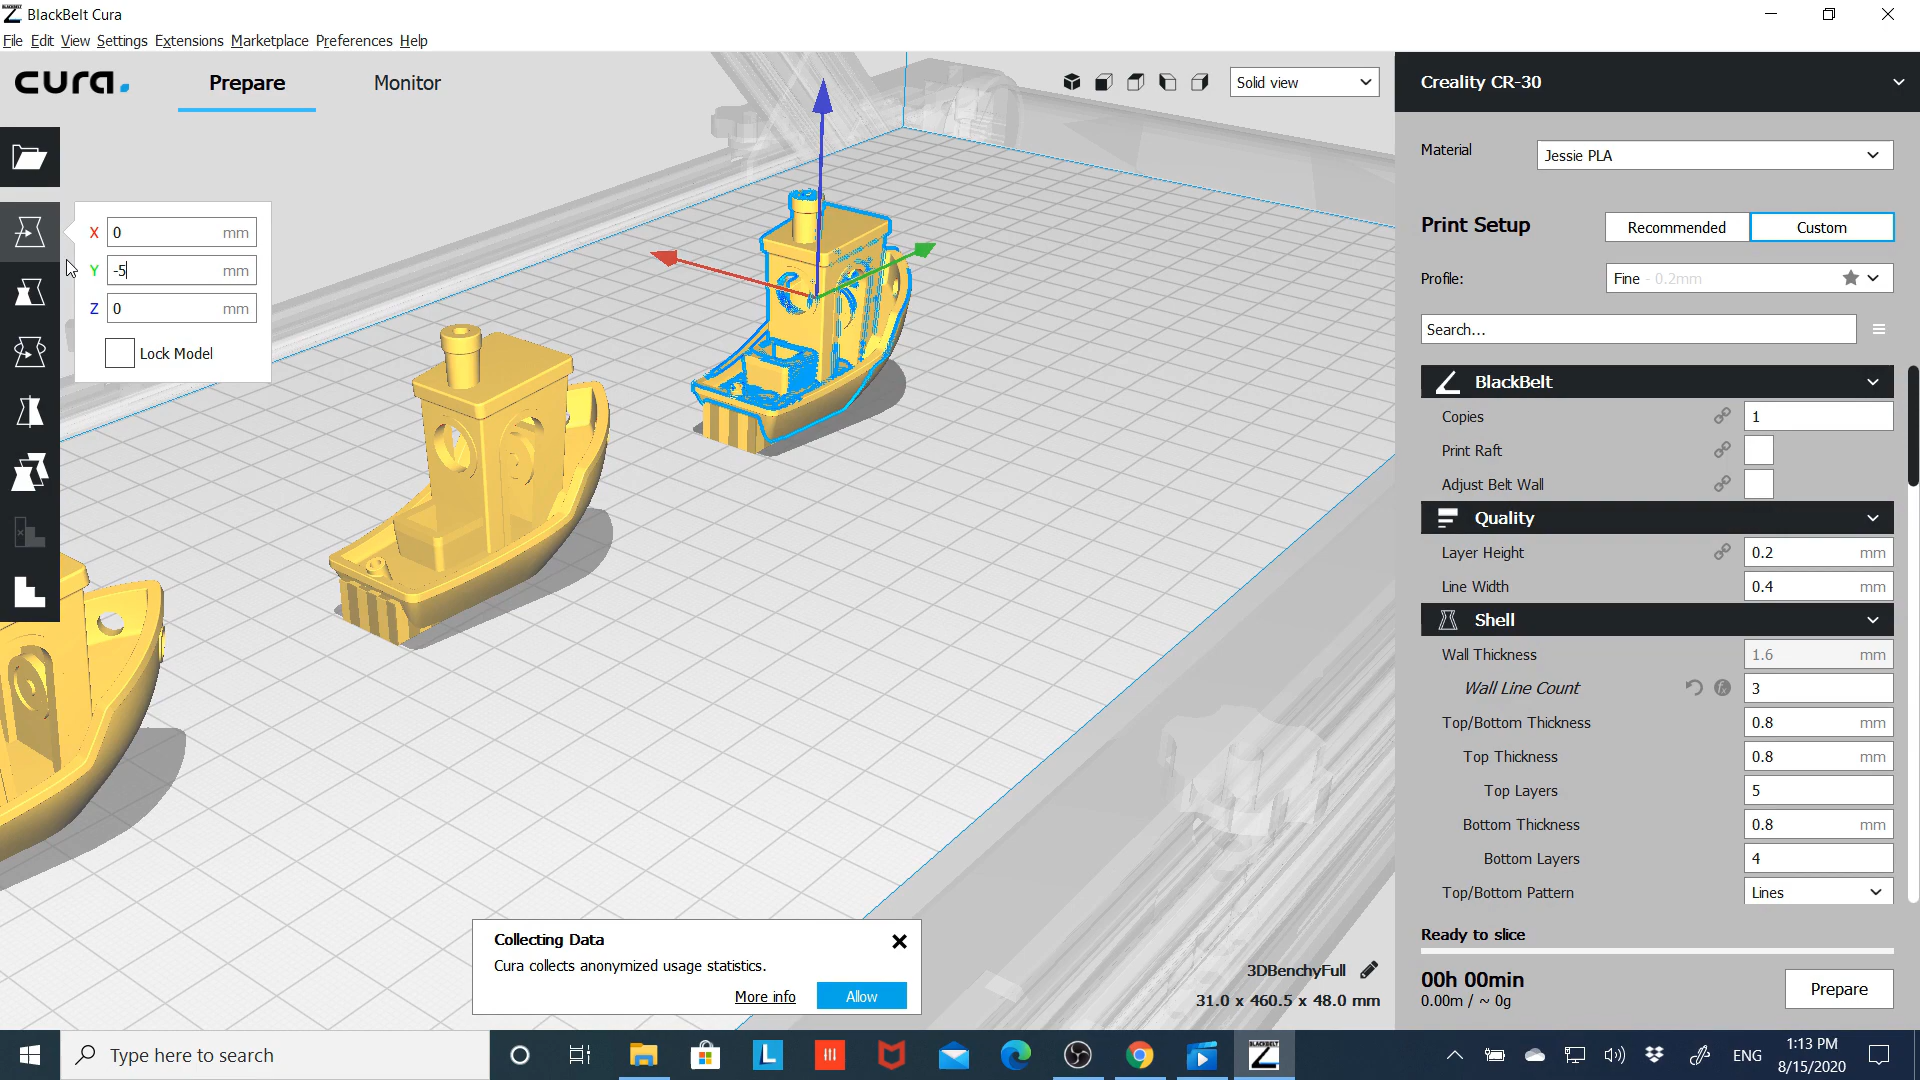 BlackBelt Cura
File Edit View Settings Extensions Marketplace Preferences Help
cura.
Prepare
Monitor
Solid view
X 0 mm
Y -5 mm
Z 0 mm
Lock Model
Creality CR-30
Material
Jessie PLA
Print Setup
Recommended
Custom
Profile:
Fine - 0.2mm
Search...
BlackBelt
Copies 1
Print Raft
Adjust Belt Wall
Quality
Layer Height 0.2 mm
Line Width 0.4 mm
Shell
Wall Thickness 1.6 mm
Wall Line Count 3
Top/Bottom Thickness 0.8 mm
Top Thickness 0.8 mm
Top Layers 5
Bottom Thickness 0.8 mm
Bottom Layers 4
Top/Bottom Pattern Lines
Ready to slice
00h 00min
0.00m / ~ 0g
Prepare
Collecting Data
Cura collects anonymized usage statistics.
More info
Allow
3DBenchyFull
31.0 x 460.5 x 48.0 mm
Type here to search
ENG
1:13 PM
8/15/2020